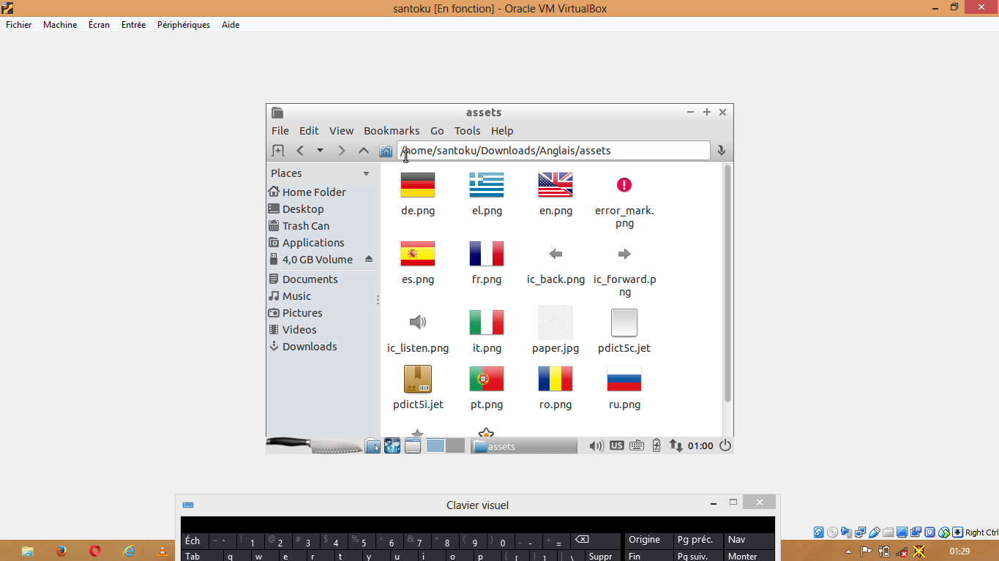 santoku [En fonction] - Oracle VM VirtualBox
Fichier Machine Écran Entrée Périphériques Aide
assets
File Edit View Bookmarks Go Tools Help
/home/santoku/Downloads/Anglais/assets
Places
Home Folder
Desktop
Trash Can
Applications
4,0 GB Volume
Documents
Music
Pictures
Videos
Downloads
de.png el.png en.png error_mark.
png
es.png fr.png ic_back.png ic_forward.p
ng
ic_listen.png it.png paper.jpg pdict5c.jet
pdict5i.jet pt.png ro.png ru.png
assets US 01:00
Clavier visuel
Right Ctrl
Éch ~ ` ! 1 @ 2 # 3 $ 4 % 5 ^ 6 & 7 * 8 ( 9 ) 0 _ - + = Origine Pg préc. Nav
Tab q w e r t y u i o p { [ } ] | \ Suppr Fin Pg suiv. Monter
01:29